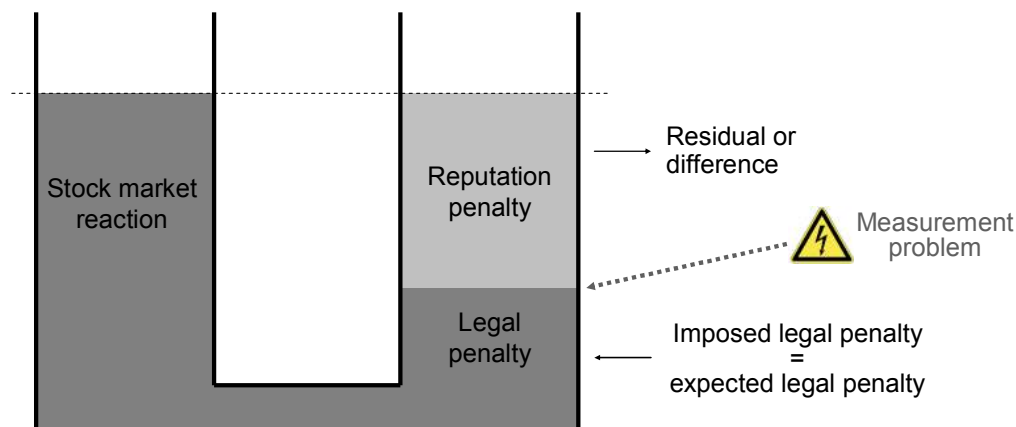 Stock market
reaction
Reputation
penalty
Residual or
difference
Measurement
problem
Legal
penalty
Imposed legal penalty
=
expected legal penalty